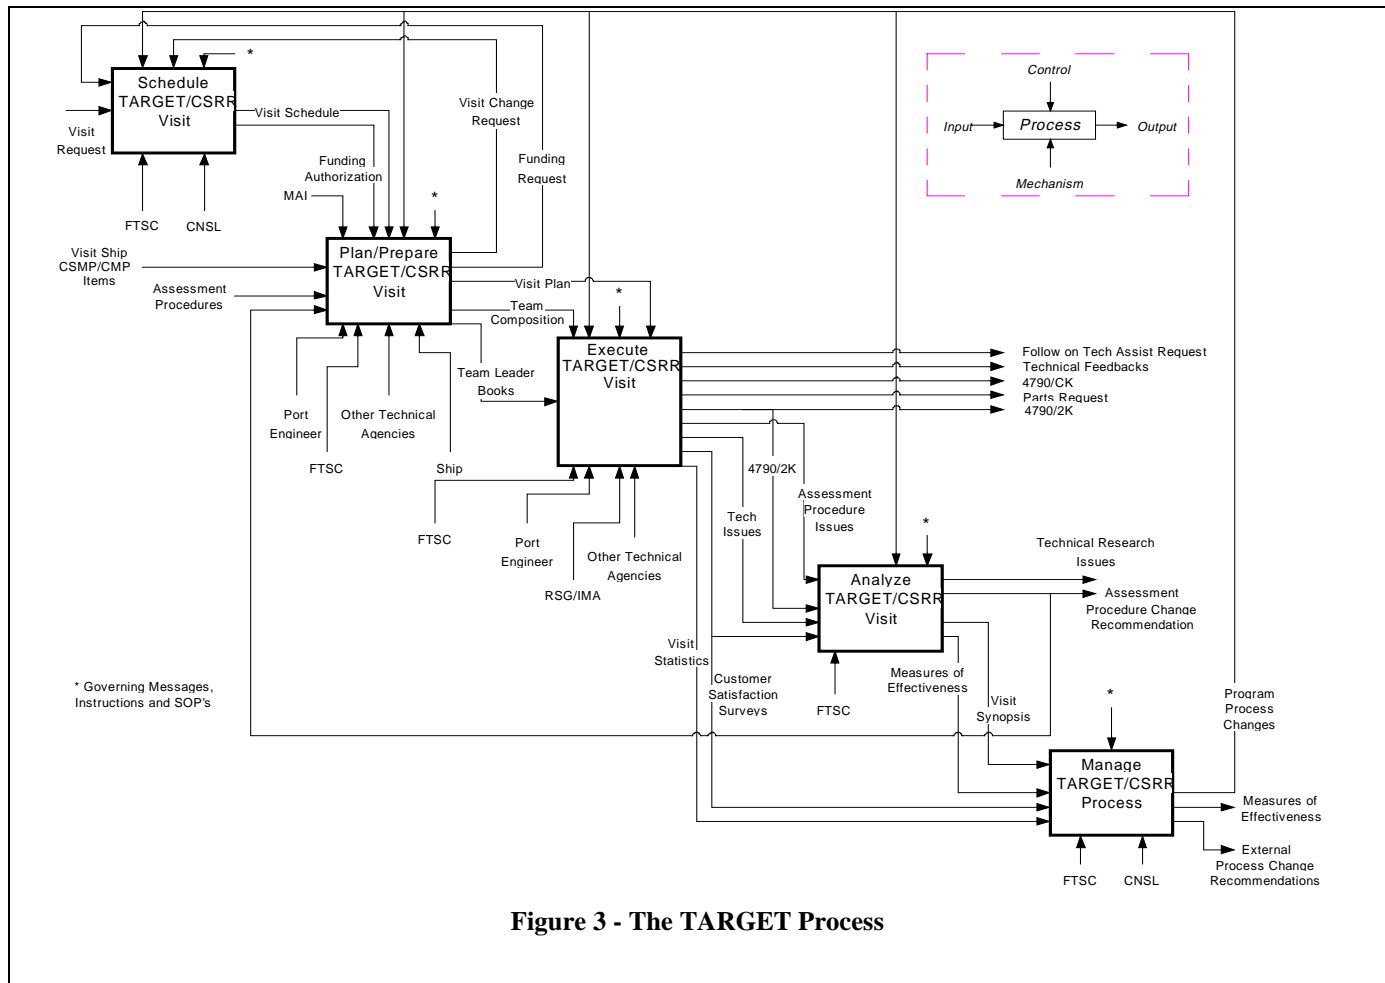 *
Schedule
TARGET/CSRR
Visit
Visit
Request
FTSC
CNSL
Visit Schedule
Funding
Authorization
MAI
Visit Change
Request
Funding
Request
Control
Input
Process
Output
Mechanism
*
Visit Ship
CSMP/CMP
Items
Assessment
Procedures
Plan/Prepare
TARGET/CSRR
Visit
Visit Plan
Team
Composition
Team Leader
Books
Port
Engineer
FTSC
Other Technical
Agencies
Ship
*
Execute
TARGET/CSRR
Visit
Follow on Tech Assist Request
Technical Feedbacks
4790/CK
Parts Request
4790/2K
FTSC
Port
Engineer
RSG/IMA
Other Technical
Agencies
4790/2K
Tech
Issues
Assessment
Procedure
Issues
*
Analyze
TARGET/CSRR
Visit
Technical Research
Issues
Assessment
Procedure Change
Recommendation
FTSC
Visit
Statistics
Customer
Satisfaction
Surveys
Measures of
Effectiveness
Visit
Synopsis
* Governing Messages,
Instructions and SOP's
*
Manage
TARGET/CSRR
Process
Program
Process
Changes
Measures of
Effectiveness
External
Process Change
Recommendations
FTSC
CNSL
Figure 3 - The TARGET Process